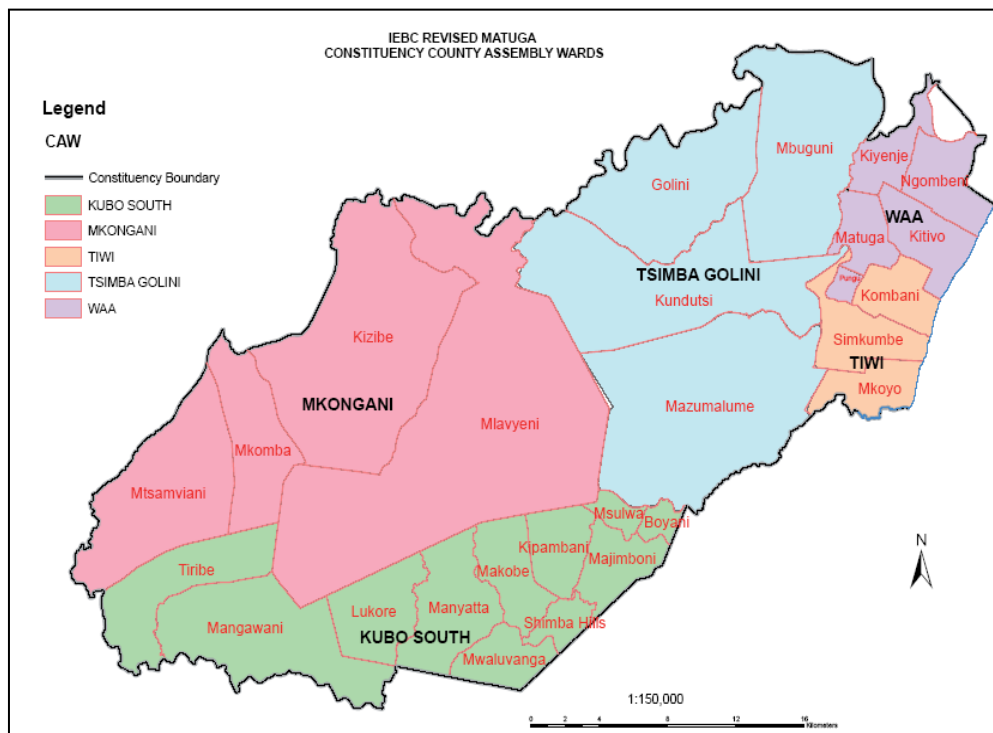 IEBC REVISED MATUGA
CONSTITUENCY COUNTY ASSEMBLY WARDS
Legend
CAW
Constituency Boundary
KUBO SOUTH
MKONGANI
TIWI
TSIMBA GOLINI
WAA
Mbuguni
Kiyenje
Golini
Ngombeni
WAA
Matuga
Kitivo
TSIMBA GOLINI
Pungu
Kombani
Kundutsi
Kizibe
Simkumbe
TIWI
Mkoyo
MKONGANI
Mazumalume
Mlavyeni
Mkomba
Mtsamviani
Msulwa
Boyani
Kipambani
Majimboni
Tiribe
Makobe
Lukore
Manyatta
Shimba Hills
Mangawani
KUBO SOUTH
Mwaluvanga
N
1:150,000
0 2 4 8 12 16
Kilometers